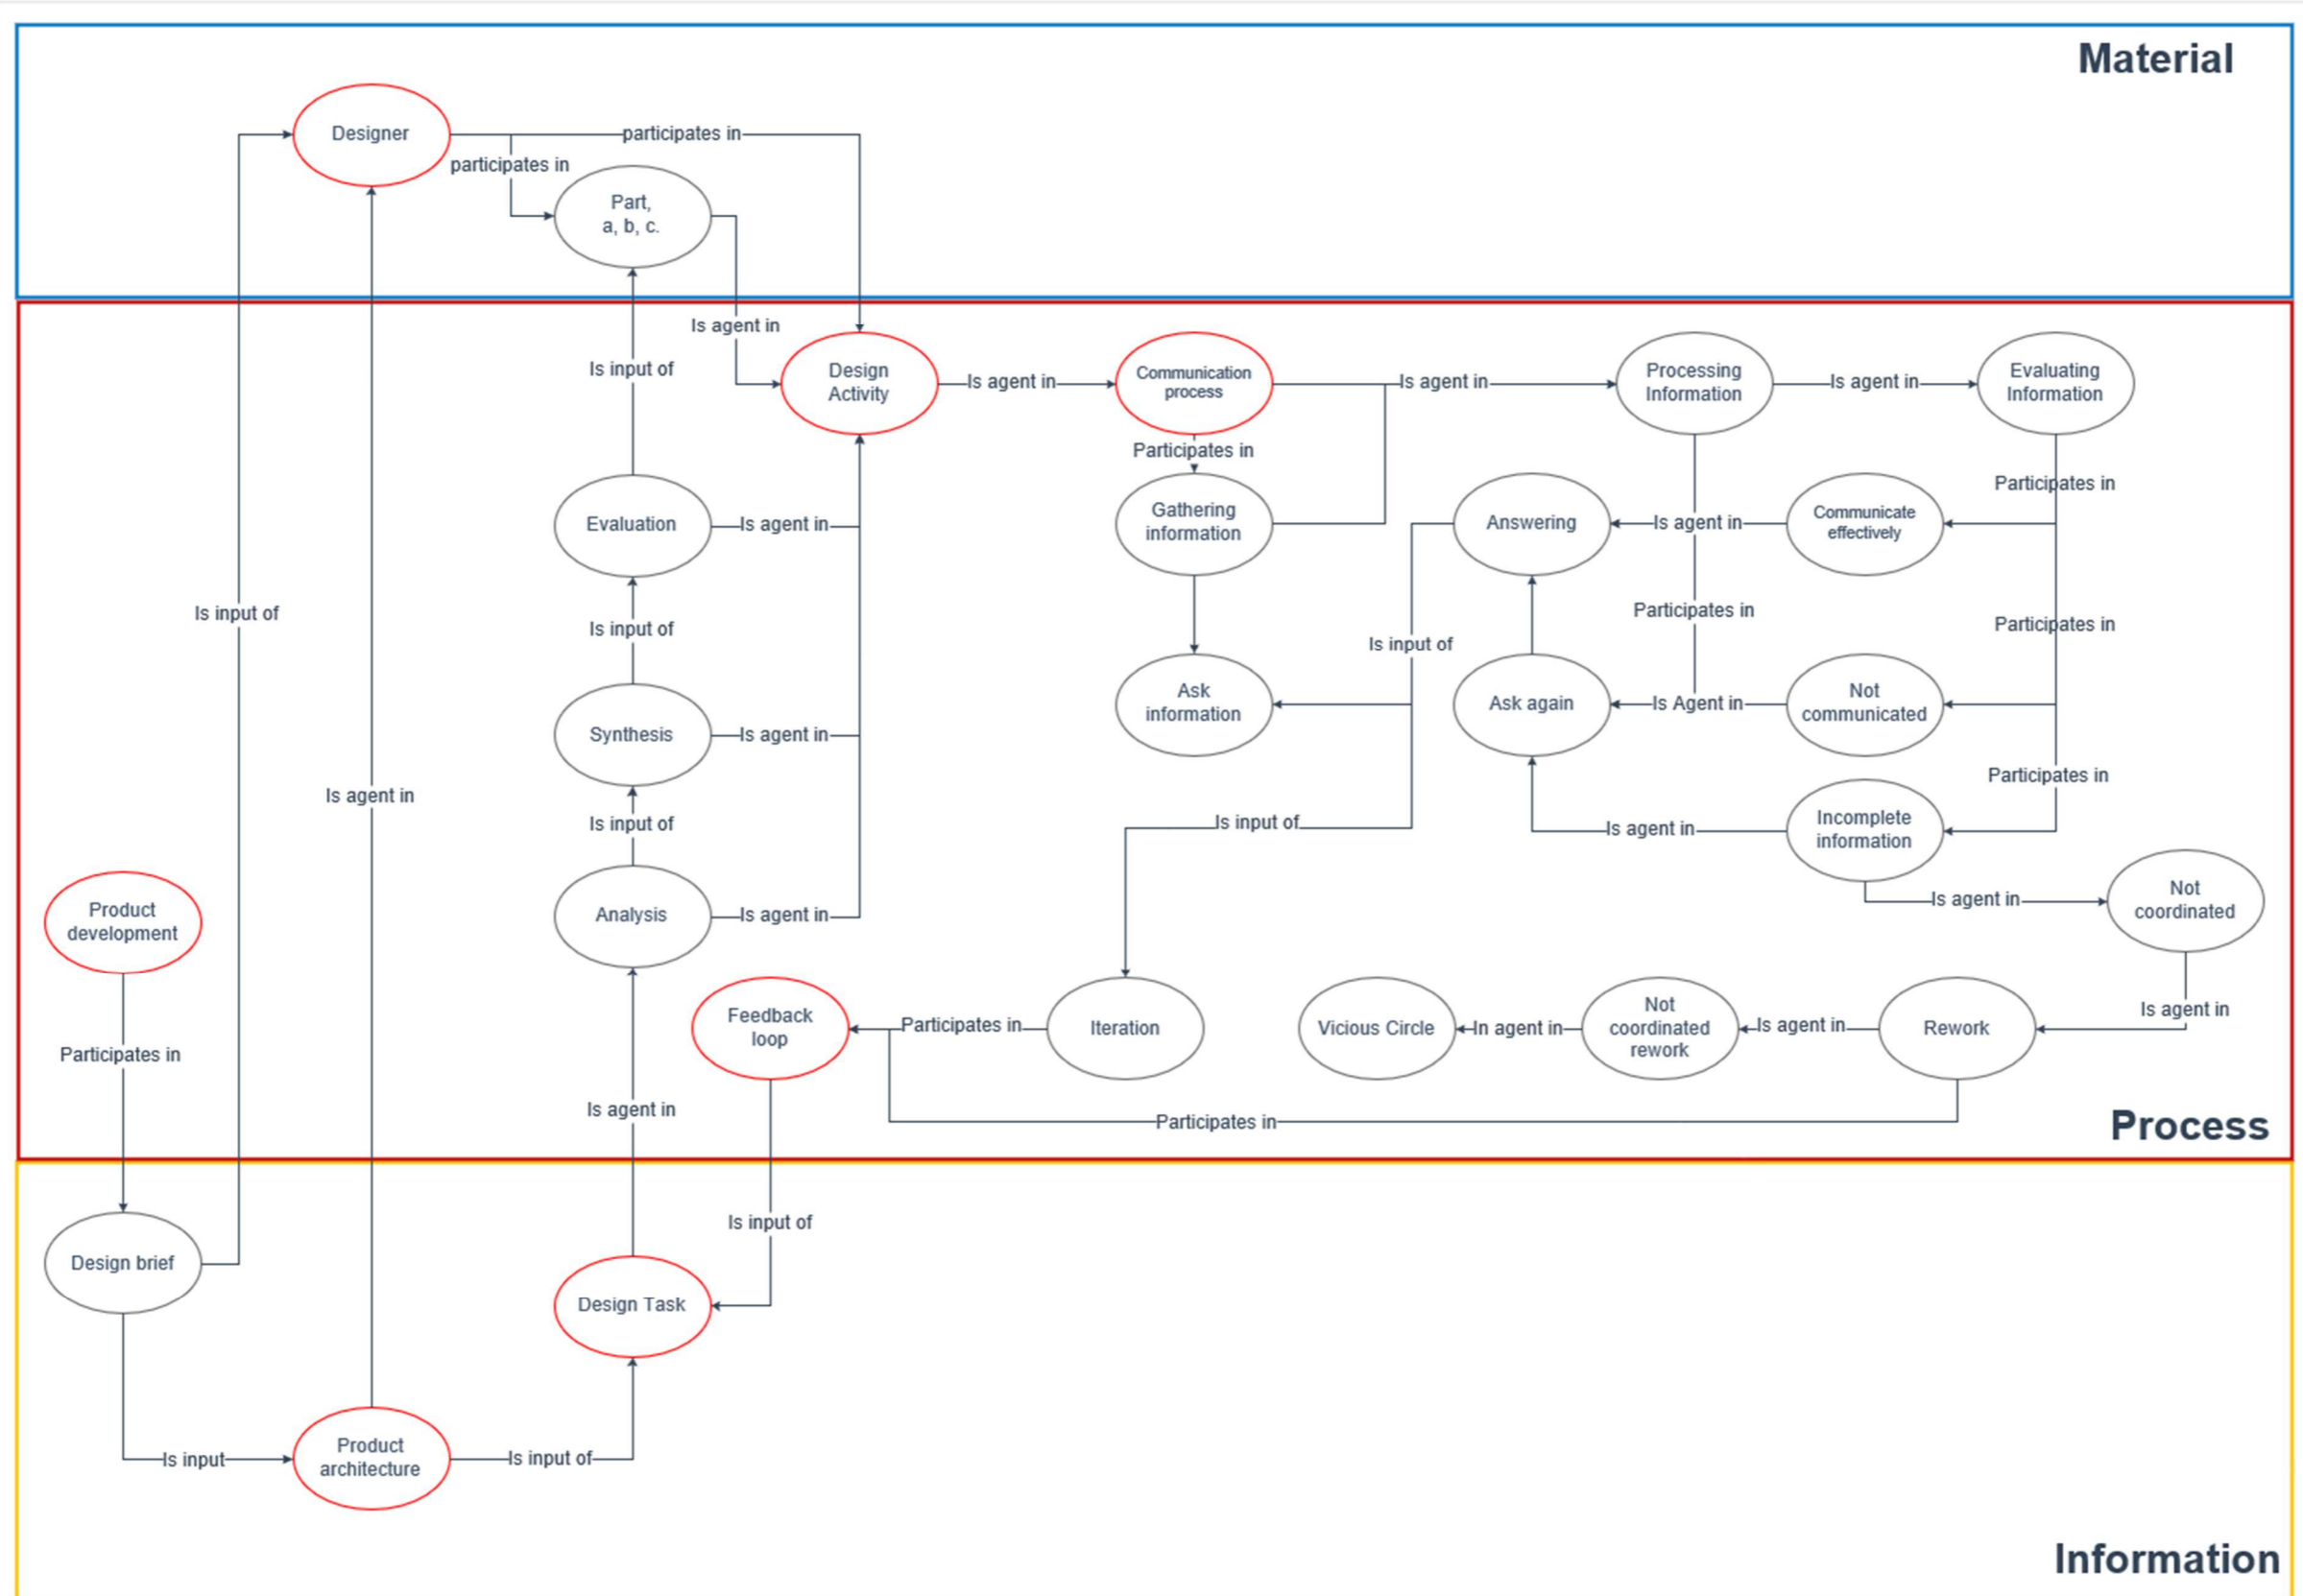 Material
Designer
participates in
participates in
Part,
a, b, c.
Is agent in
Is input of
Design
Activity
Is agent in
Communication
process
Is agent in
Processing
Information
Is agent in
Evaluating
Information
Participates in
Participates in
Evaluation
Is agent in
Gathering
information
Answering
Is agent in
Communicate
effectively
Is input of
Is input of
Is input of
Participates in
Participates in
Synthesis
Is agent in
Ask
information
Ask again
Is Agent in
Not
communicated
Is agent in
Is input of
Is input of
Participates in
Is agent in
Incomplete
information
Product
development
Analysis
Is agent in
Is agent in
Not
coordinated
Participates in
Feedback
loop
Participates in
Iteration
Vicious Circle
In agent in
Not
coordinated
rework
Is agent in
Rework
Is agent in
Is agent in
Participates in
Process
Design brief
Is input of
Design Task
Is input
Product
architecture
Is input of
Information